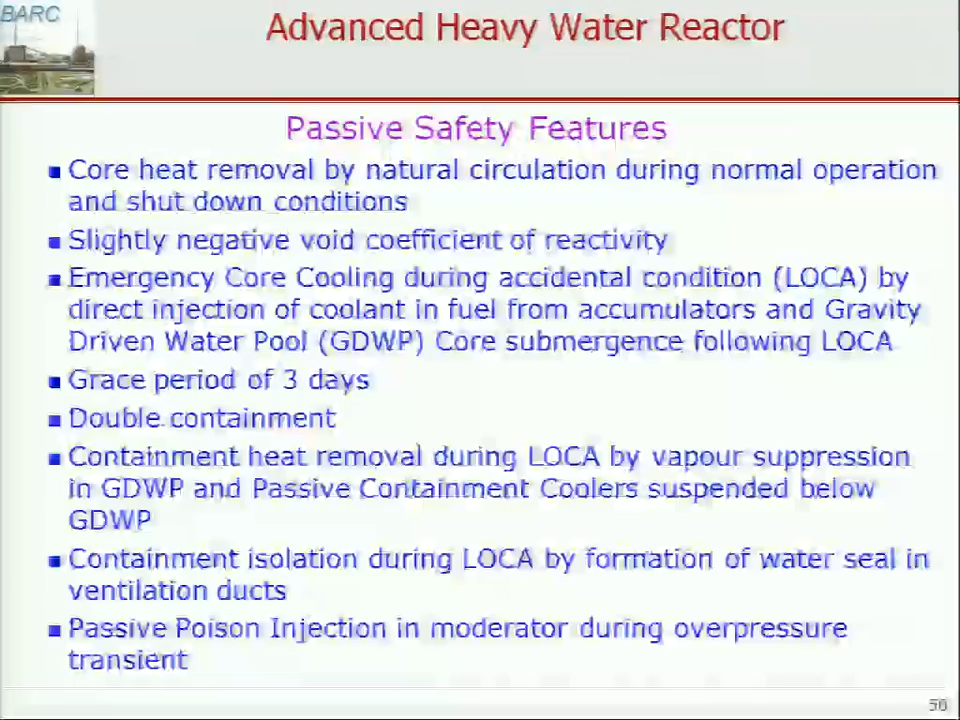 BARC
Advanced Heavy Water Reactor
Passive Safety Features
Core heat removal by natural circulation during normal operation
and shut down conditions
Slightly negative void coefficient of reactivity
Emergency Core Cooling during accidental condition (LOCA) by
direct injection of coolant in fuel from accumulators and Gravity
Driven Water Pool (GDWP) Core submergence following LOCA
Grace period of 3 days
Double containment
Containment heat removal during LOCA by vapour suppression
in GDWP and Passive Containment Coolers suspended below
GDWP
Containment isolation during LOCA by formation of water seal in
ventilation ducts
Passive Poison Injection in moderator during overpressure
transient